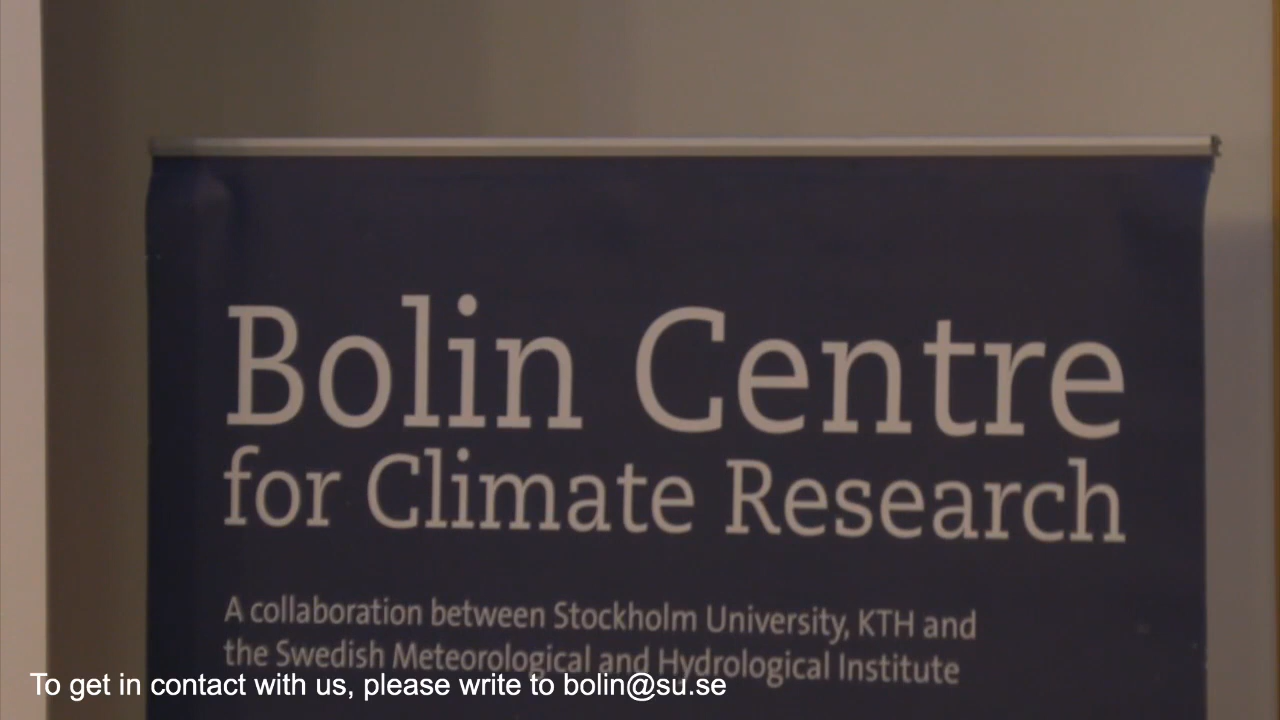 Bolin Centre
for Climate Research
A collaboration between Stockholm University, KTH and
the Swedish Meteorological and Hydrological Institute
To get in contact with us, please write to bolin@su.se